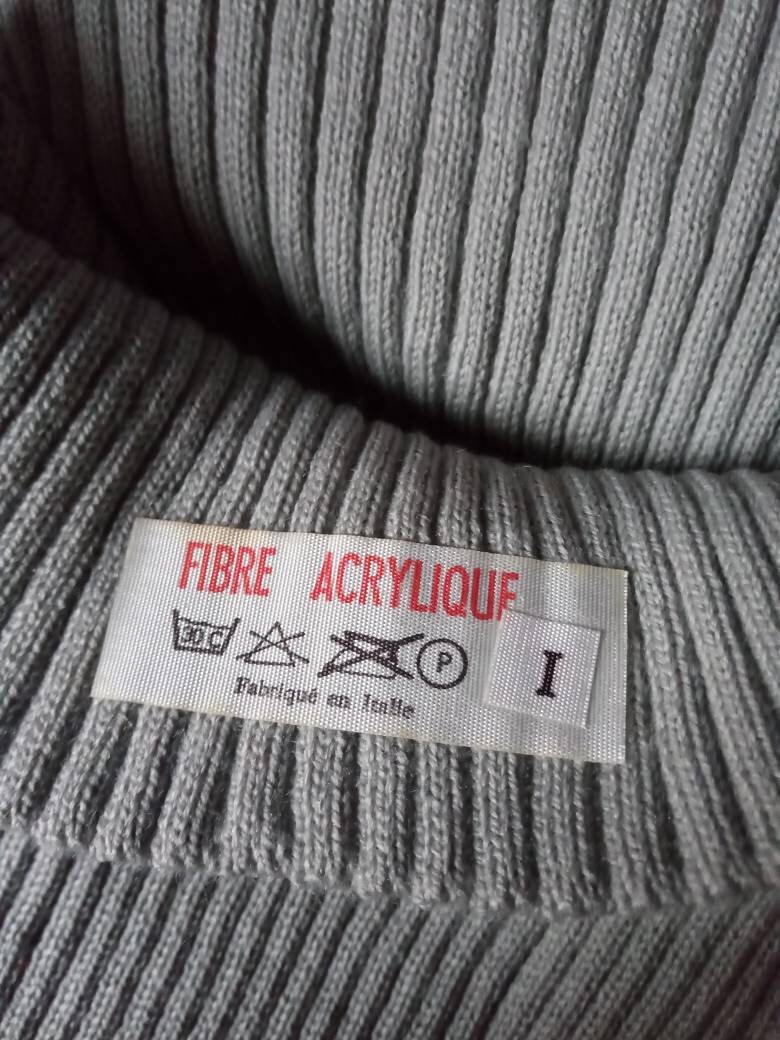 FIBRE ACRYLIQUE
30 C P
I
Fabriqué en Italie